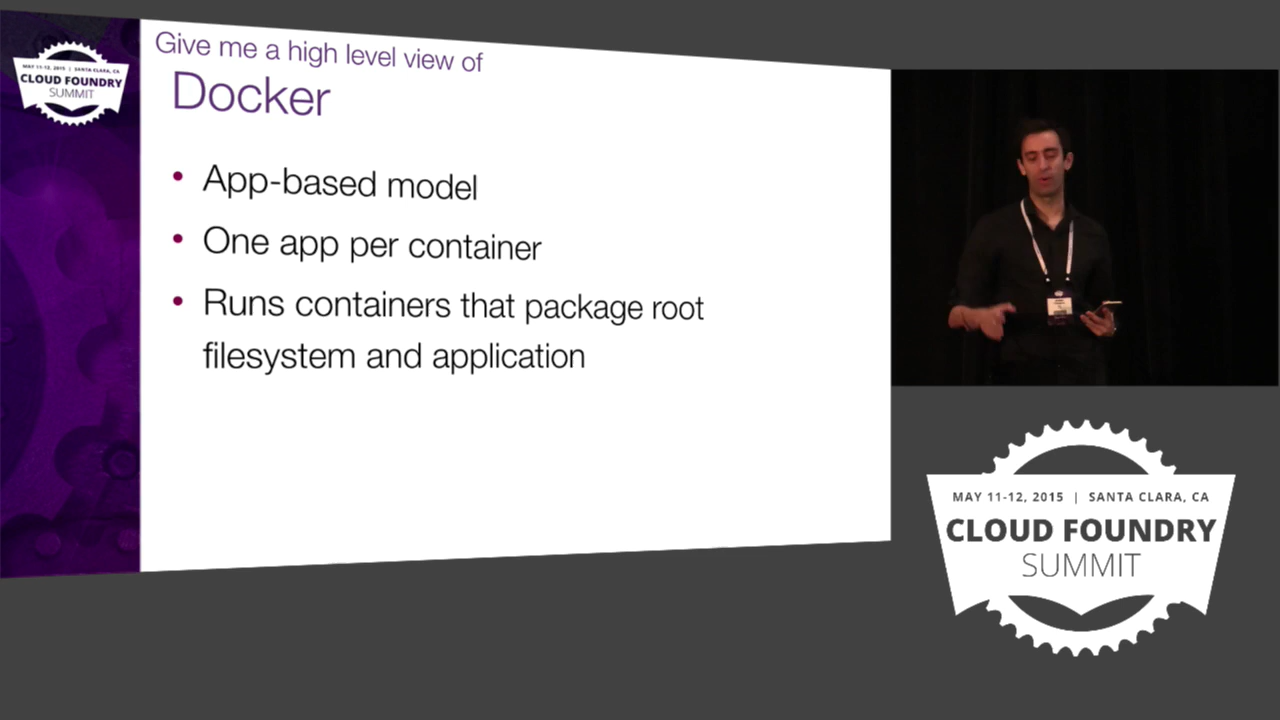 MAY 11-12, 2015 | SANTA CLARA, CA
CLOUD FOUNDRY
SUMMIT
Give me a high level view of
Docker
• App-based model
• One app per container
• Runs containers that package root
filesystem and application
MAY 11-12, 2015 | SANTA CLARA, CA
CLOUD FOUNDRY
SUMMIT